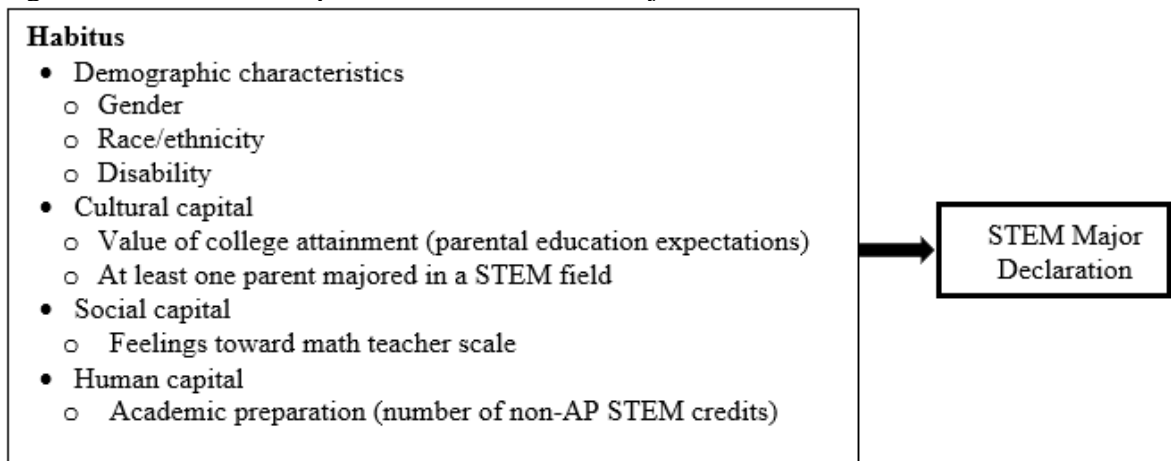 Habitus
• Demographic characteristics
o Gender
o Race/ethnicity
o Disability
• Cultural capital
o Value of college attainment (parental education expectations)
o At least one parent majored in a STEM field
• Social capital
o Feelings toward math teacher scale
• Human capital
o Academic preparation (number of non-AP STEM credits)
STEM Major
Declaration